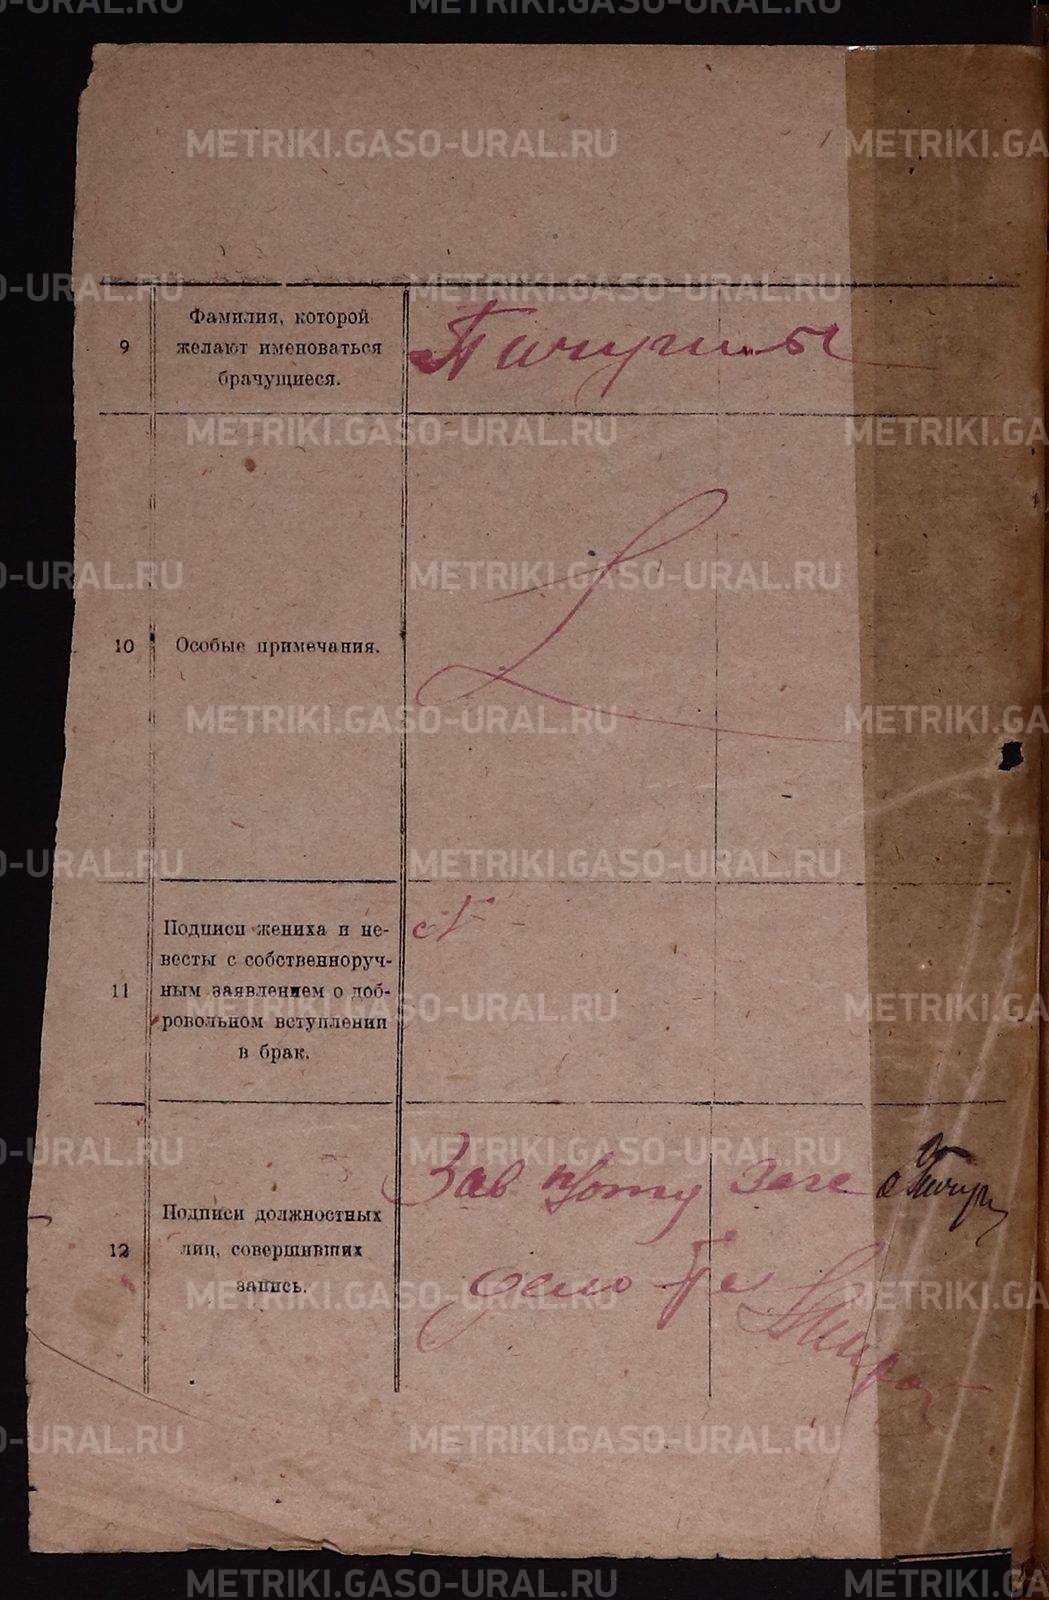 METRIKI.GASO-URAL.RU
9
Фамилия, которой
желают именоваться
брачущиеся.
Пичугины
10
Особые примечания.
11
Подписи жениха и не-
весты с собственноруч-
ным заявлением о доб-
ровольном вступлении
в брак.
12
Подписи должностных
лиц, совершивших
запись.
Зав